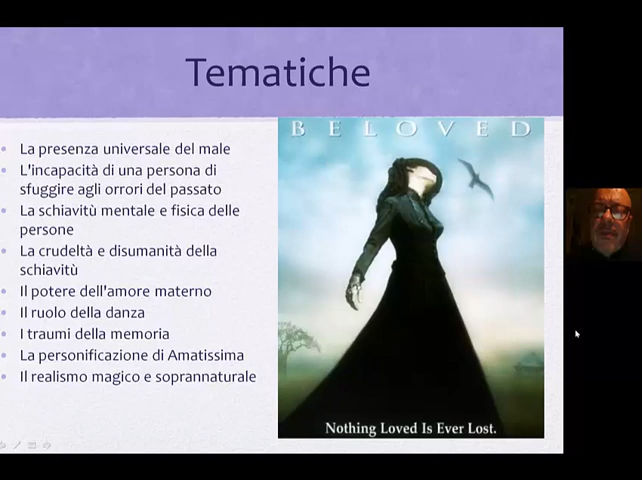 Tematiche
La presenza universale del male
L'incapacità di una persona di
sfuggire agli orrori del passato
La schiavitù mentale e fisica delle
persone
La crudeltà e disumanità della
schiavitù
Il potere dell'amore materno
Il ruolo della danza
I traumi della memoria
La personificazione di Amatissima
Il realismo magico e soprannaturale
BELOVED
Nothing Loved Is Ever Lost.